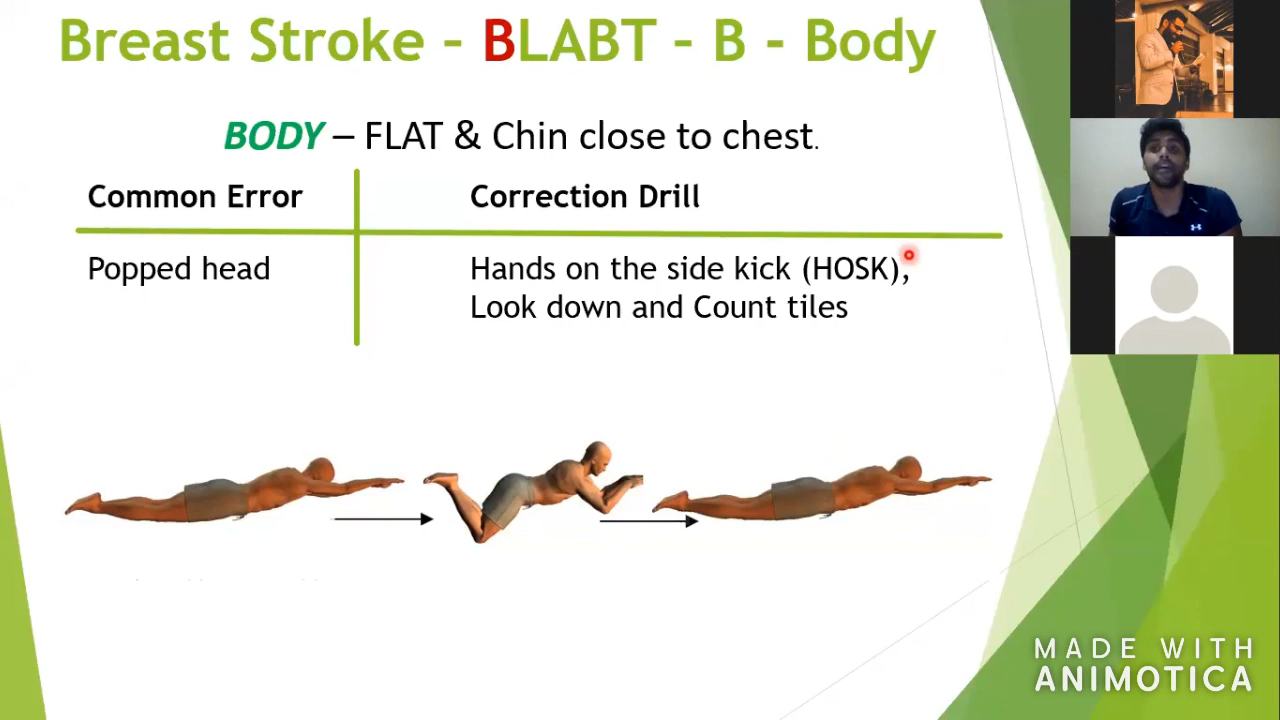 Breast Stroke - BLABT - B - Body
BODY – FLAT & Chin close to chest.
Common Error
Correction Drill
Popped head
Hands on the side kick (HOSK),
Look down and Count tiles
MADE WITH
ANIMOTICA